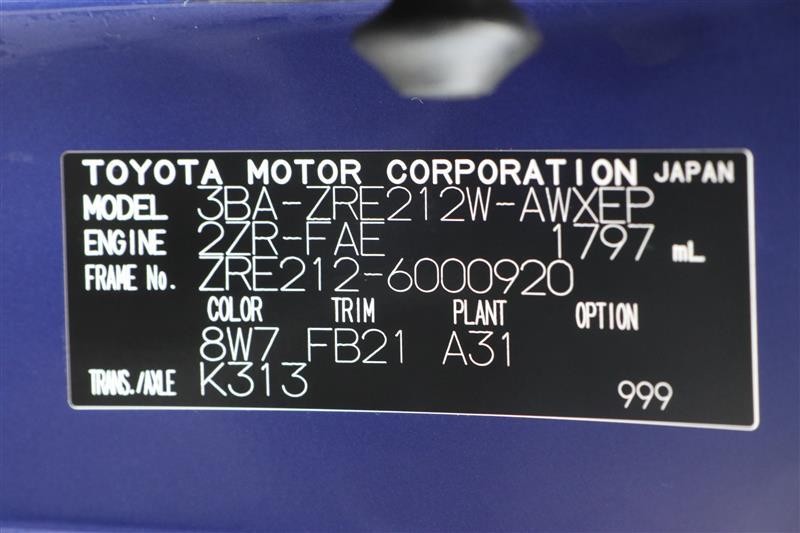 TOYOTA MOTOR CORPORATION JAPAN
MODEL 3BA-ZRE212W-AWXEP
ENGINE 2ZR-FAE 1797 mL
FRAME No. ZRE212-6000920
COLOR TRIM PLANT OPTION
8W7 FB21 A31
TRANS./AXLE K313
999